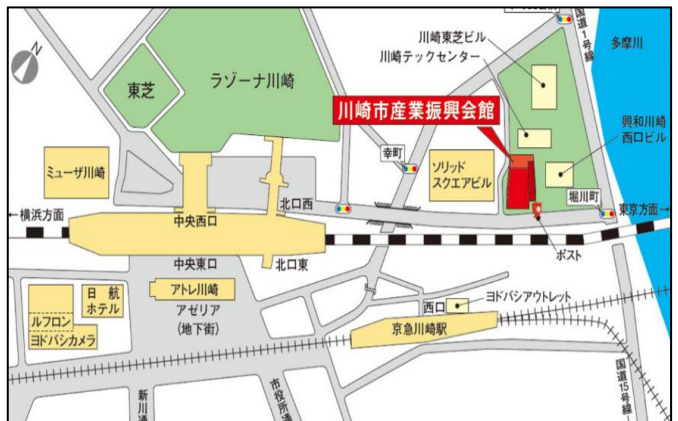 N
東芝
ラゾーナ川崎
川崎東芝ビル
川崎テックセンター
国道1号線
多摩川
川崎市産業振興会館
幸町
ソリッド
スクエアビル
興和川崎
西口ビル
堀川町
ミューザ川崎
北口西
中央西口
←横浜方面
東京方面→
ポスト
中央東口
北口東
アトレ川崎
アゼリア
(地下街)
日航
ホテル
ルフロン
ヨドバシカメラ
西口
ヨドバシアウトレット
京急川崎駅
新川通
市役所通
国道15号線